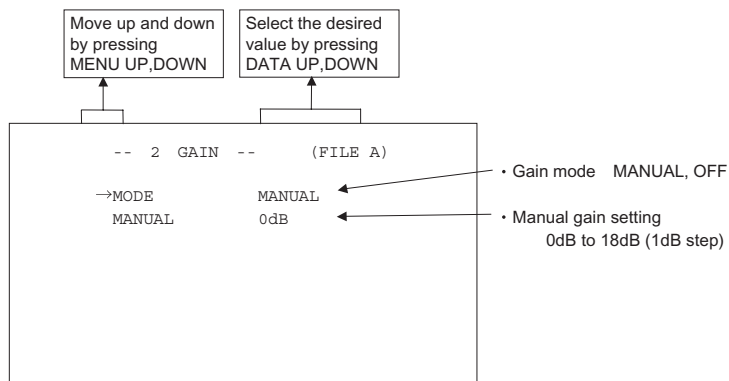 Move up and down
by pressing
MENU UP,DOWN
Select the desired
value by pressing
DATA UP,DOWN
-- 2 GAIN -- (FILE A)
→MODE MANUAL
MANUAL 0dB
・Gain mode MANUAL, OFF
・Manual gain setting
0dB to 18dB (1dB step)